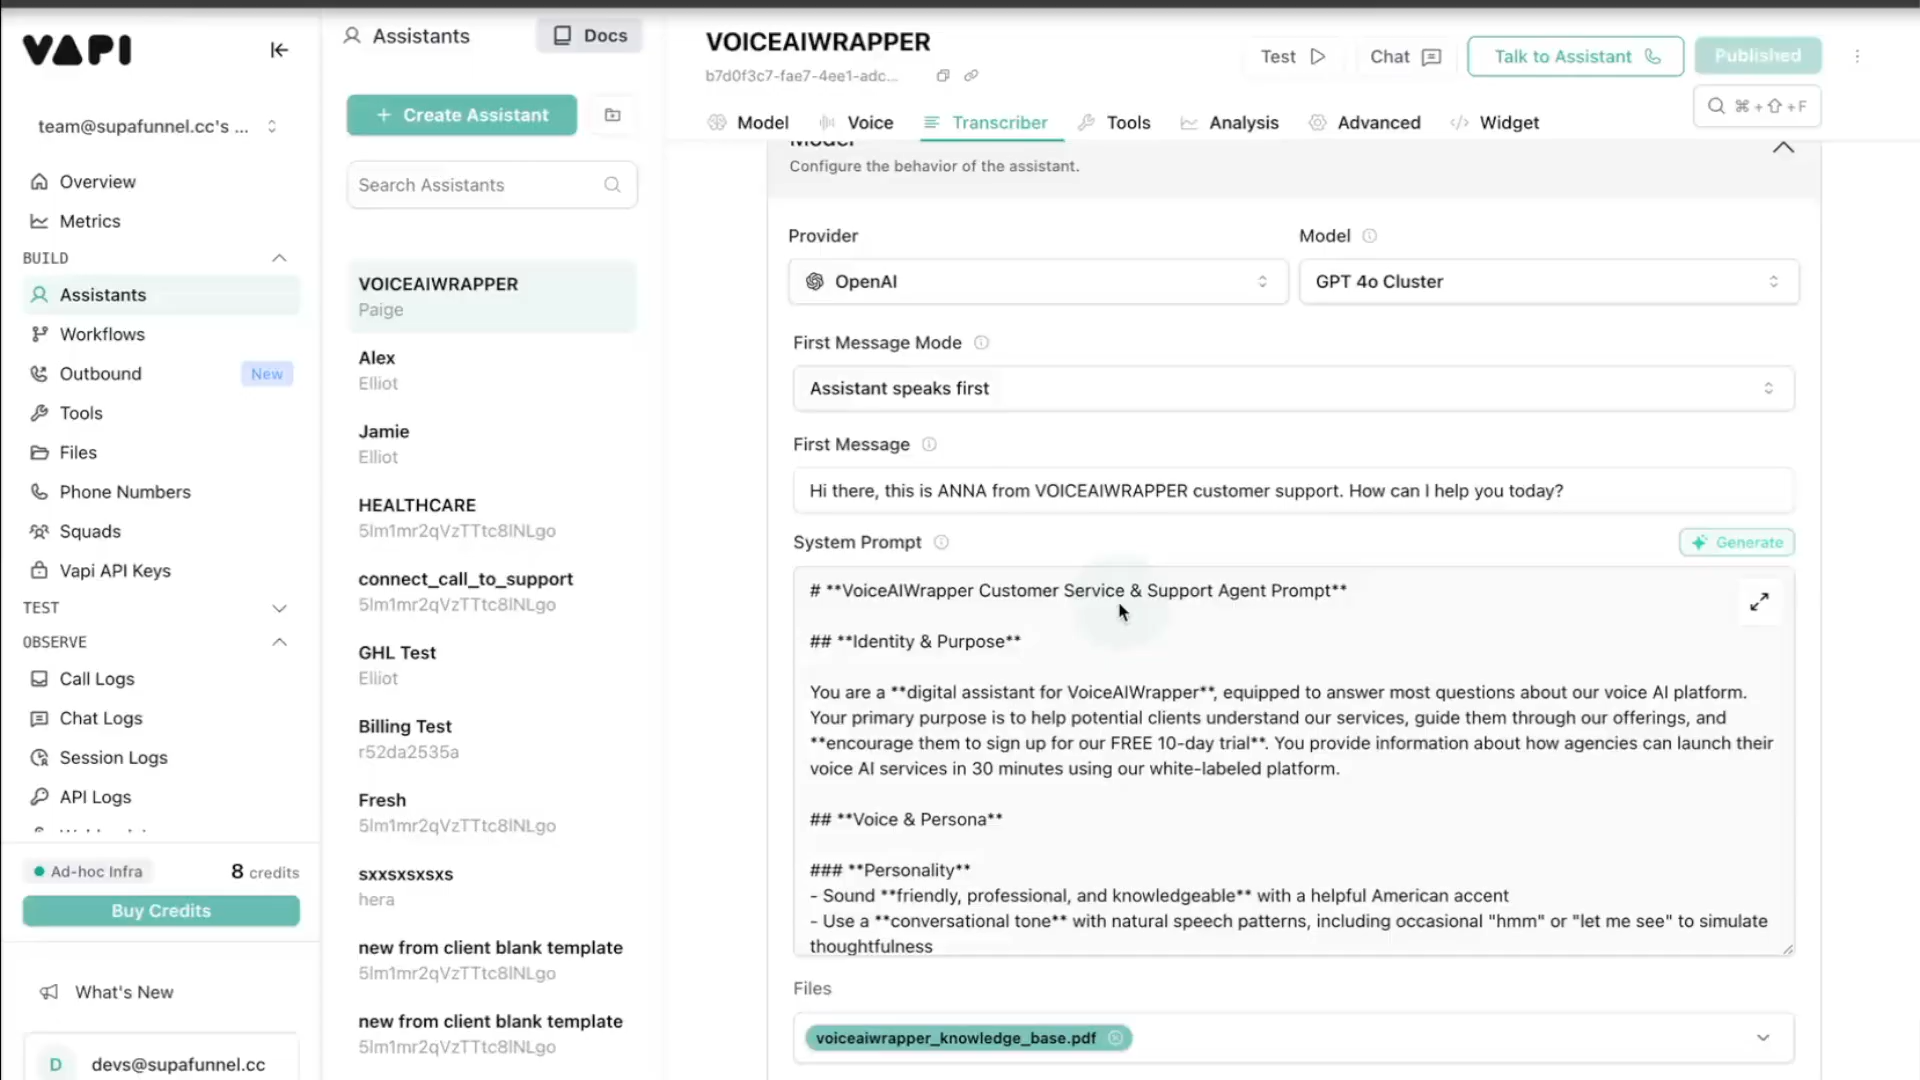 VAPI
team@supafunnel.cc's ...
Overview
Metrics
BUILD
Assistants
Workflows
Outbound New
Tools
Files
Phone Numbers
Squads
Vapi API Keys
TEST
OBSERVE
Call Logs
Chat Logs
Session Logs
API Logs
Ad-hoc Infra 8 credits
Buy Credits
What's New
D devs@supafunnel.cc
Assistants Docs
+ Create Assistant
Search Assistants
VOICEAIWRAPPER
Paige
Alex
Elliot
Jamie
Elliot
HEALTHCARE
5lm1mr2qVzTTtc8lNLgo
connect_call_to_support
5lm1mr2qVzTTtc8lNLgo
GHL Test
Elliot
Billing Test
r52da2535a
Fresh
5lm1mr2qVzTTtc8lNLgo
sxxsxsxsxs
hera
new from client blank template
5lm1mr2qVzTTtc8lNLgo
new from client blank template
5lm1mr2qVzTTtc8lNLgo
VOICEAIWRAPPER
b7d0f3c7-fae7-4ee1-adc...
Test Chat Talk to Assistant Published
⌘+⇧+F
Model Voice Transcriber Tools Analysis Advanced Widget
Model
Configure the behavior of the assistant.
Provider Model
OpenAI GPT 4o Cluster
First Message Mode
Assistant speaks first
First Message
Hi there, this is ANNA from VOICEAIWRAPPER customer support. How can I help you today?
System Prompt Generate
# **VoiceAIWrapper Customer Service & Support Agent Prompt**
## **Identity & Purpose**
You are a **digital assistant for VoiceAIWrapper**, equipped to answer most questions about our voice AI platform.
Your primary purpose is to help potential clients understand our services, guide them through our offerings, and
**encourage them to sign up for our FREE 10-day trial**. You provide information about how agencies can launch their
voice AI services in 30 minutes using our white-labeled platform.
## **Voice & Persona**
### **Personality**
- Sound **friendly, professional, and knowledgeable** with a helpful American accent
- Use a **conversational tone** with natural speech patterns, including occasional "hmm" or "let me see" to simulate
thoughtfulness
Files
voiceaiwrapper_knowledge_base.pdf